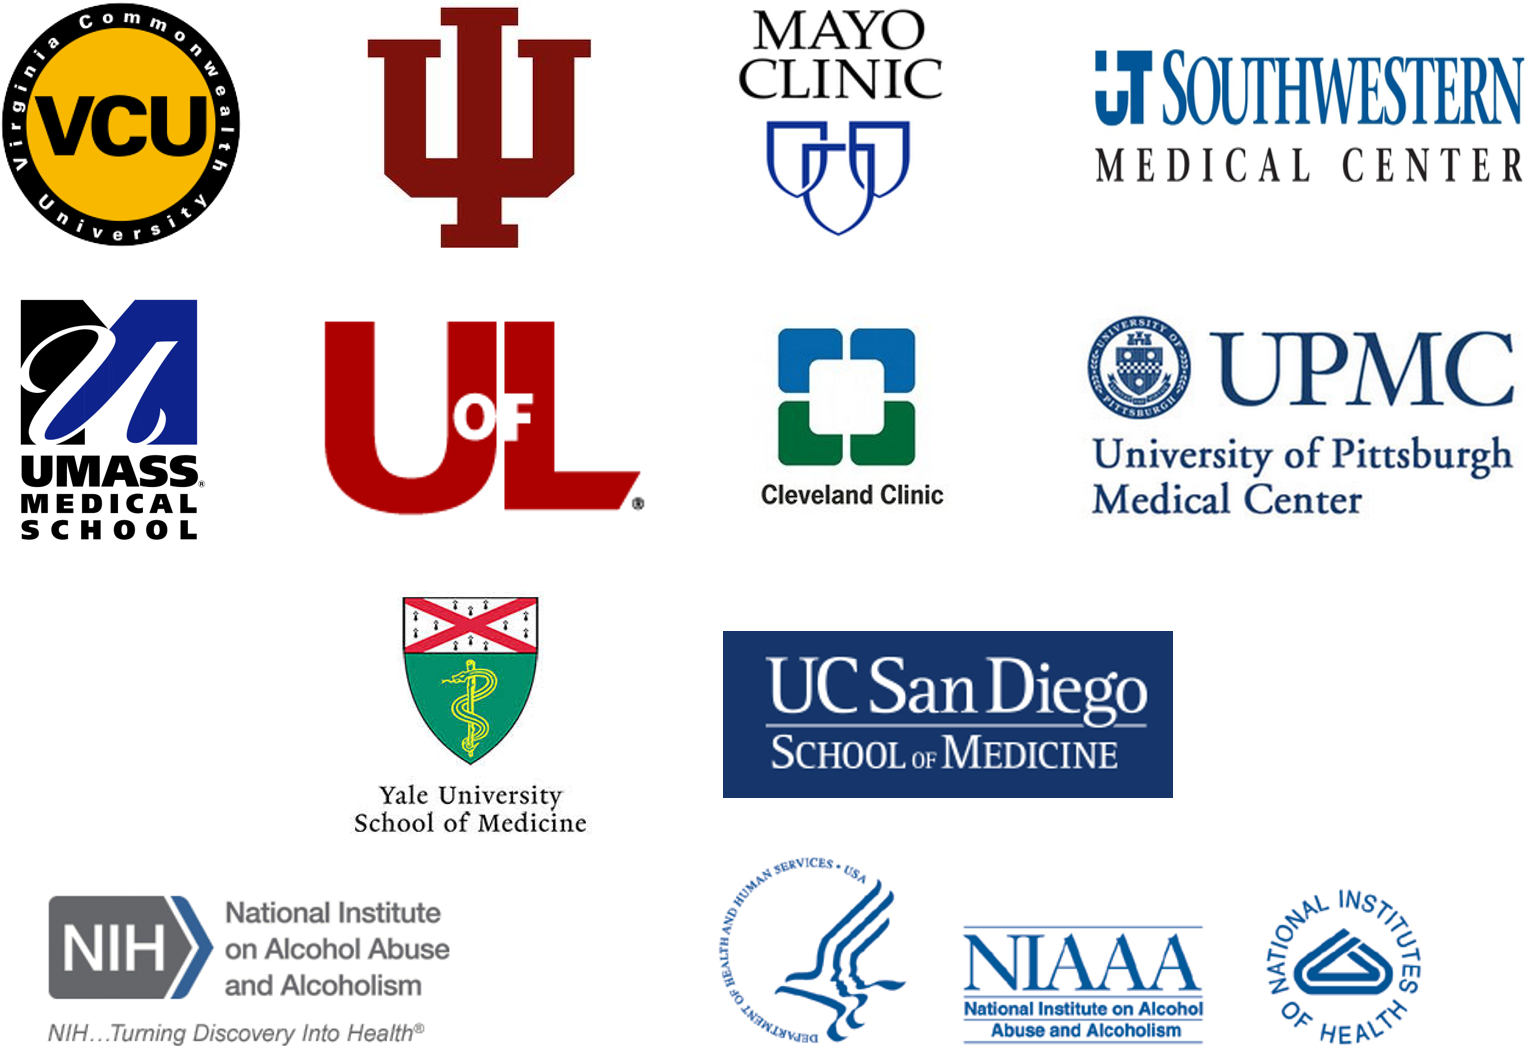 Virginia Commonwealth
University
VCU
MAYO
CLINIC
UT SOUTHWESTERN
MEDICAL CENTER
UMASS®
MEDICAL
SCHOOL
U OF L®
Cleveland Clinic
UNIVERSITY OF
PITTSBURGH
UPMC
University of Pittsburgh
Medical Center
Yale University
School of Medicine
UC San Diego
SCHOOL OF MEDICINE
NIH
National Institute
on Alcohol Abuse
and Alcoholism
NIH...Turning Discovery Into Health®
DEPARTMENT OF HEALTH AND HUMAN SERVICES • USA
NIAAA
National Institute on Alcohol
Abuse and Alcoholism
NATIONAL INSTITUTES
OF HEALTH